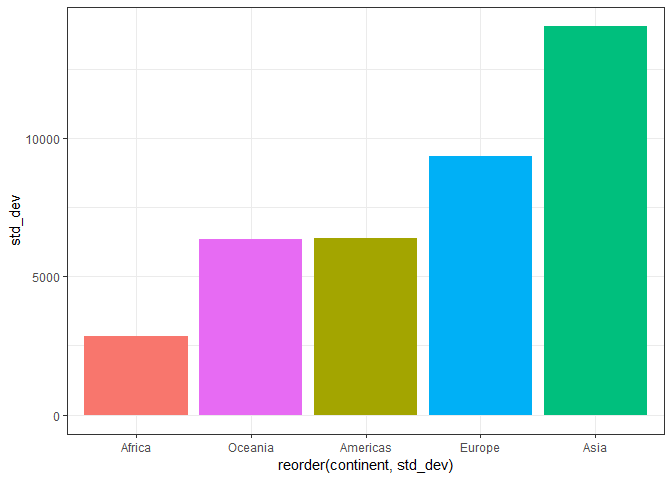 std_dev
10000
5000
0
Africa Oceania Americas Europe Asia
reorder(continent, std_dev)